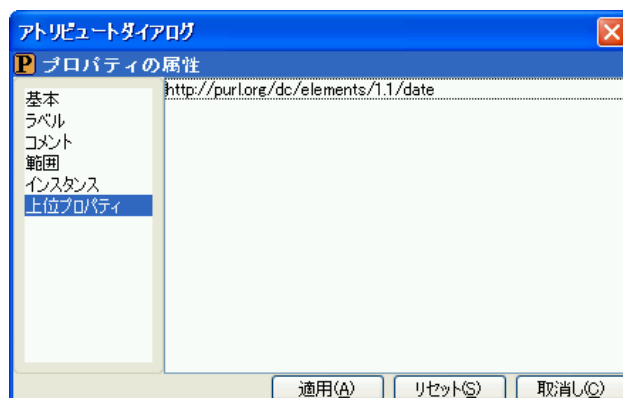 アトリビュートダイアログ
P プロパティの属性
基本
ラベル
コメント
範囲
インスタンス
上位プロパティ
http://purl.org/dc/elements/1.1/date
適用(A) リセット(S) 取消し(C)